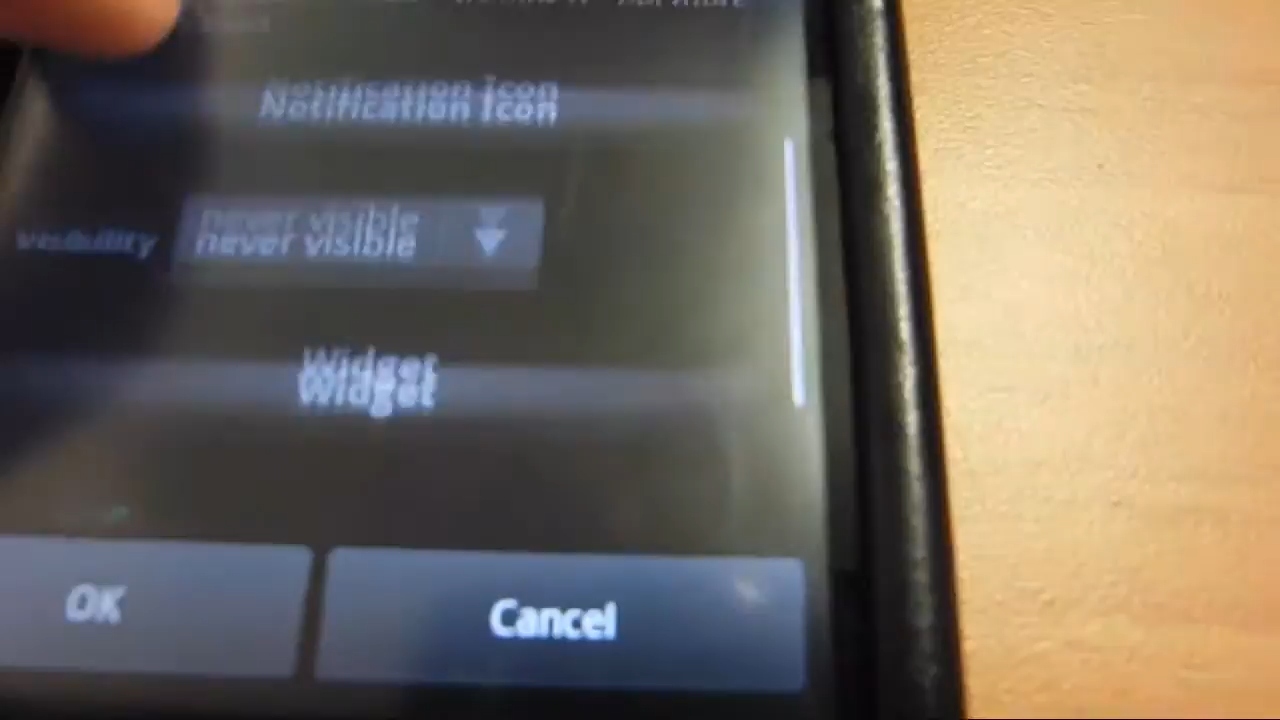 Notification Icon
visibility never visible
Widget
OK Cancel